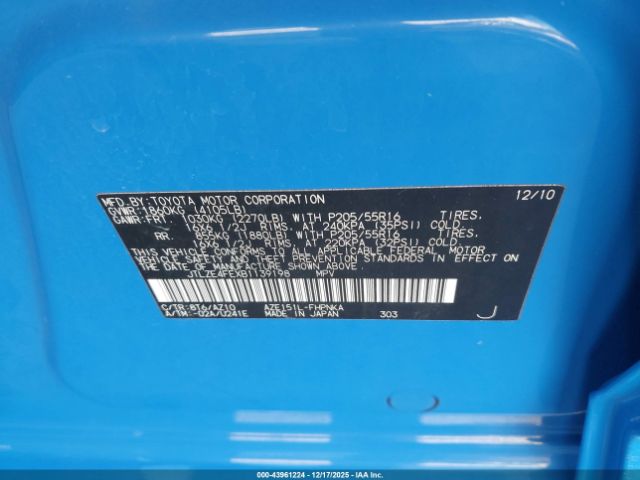 MFD. BY: TOYOTA MOTOR CORPORATION 12/10
GVWR: 1860KG (4105LB)
GAWR: FRT. 1030KG (2270LB) WITH P205/55R16 TIRES,
16X6 1/2J RIMS, AT 240KPA (35PSI) COLD
RR. 855KG (1880LB) WITH P205/55R16 TIRES,
16X6 1/2J RIMS, AT 220KPA (32PSI) COLD
THIS VEHICLE CONFORMS TO ALL APPLICABLE FEDERAL MOTOR
VEHICLE SAFETY AND THEFT PREVENTION STANDARDS IN EFFECT
ON THE DATE OF MANUFACTURE SHOWN ABOVE.
MPV
C/TR: 8T6/AZ10 AZE151L-FHPNKA
A/TM: -02A/U241E MADE IN JAPAN 303 J
000-43961224 - 12/17/2025 - IAAI Copart